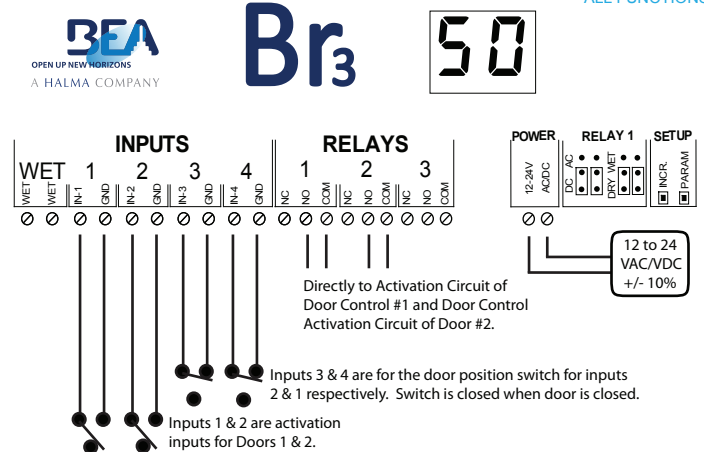 ALL FUNCTIONS
BEA
OPEN UP NEW HORIZONS
A HALMA COMPANY
Br3
50
INPUTS
RELAYS
POWER
RELAY 1
SETUP
WET 1 2 3 4
1 2 3
WET WET IN-1 GND IN-2 GND IN-3 GND IN-4 GND NC NO COM NC NO COM NC NO COM
12-24V AC/DC
DC AC DRY WET
INCR. PARAM
12 to 24
VAC/VDC
+/- 10%
Directly to Activation Circuit of
Door Control #1 and Door Control
Activation Circuit of Door #2.
Inputs 3 & 4 are for the door position switch for inputs
2 & 1 respectively. Switch is closed when door is closed.
Inputs 1 & 2 are activation
inputs for Doors 1 & 2.